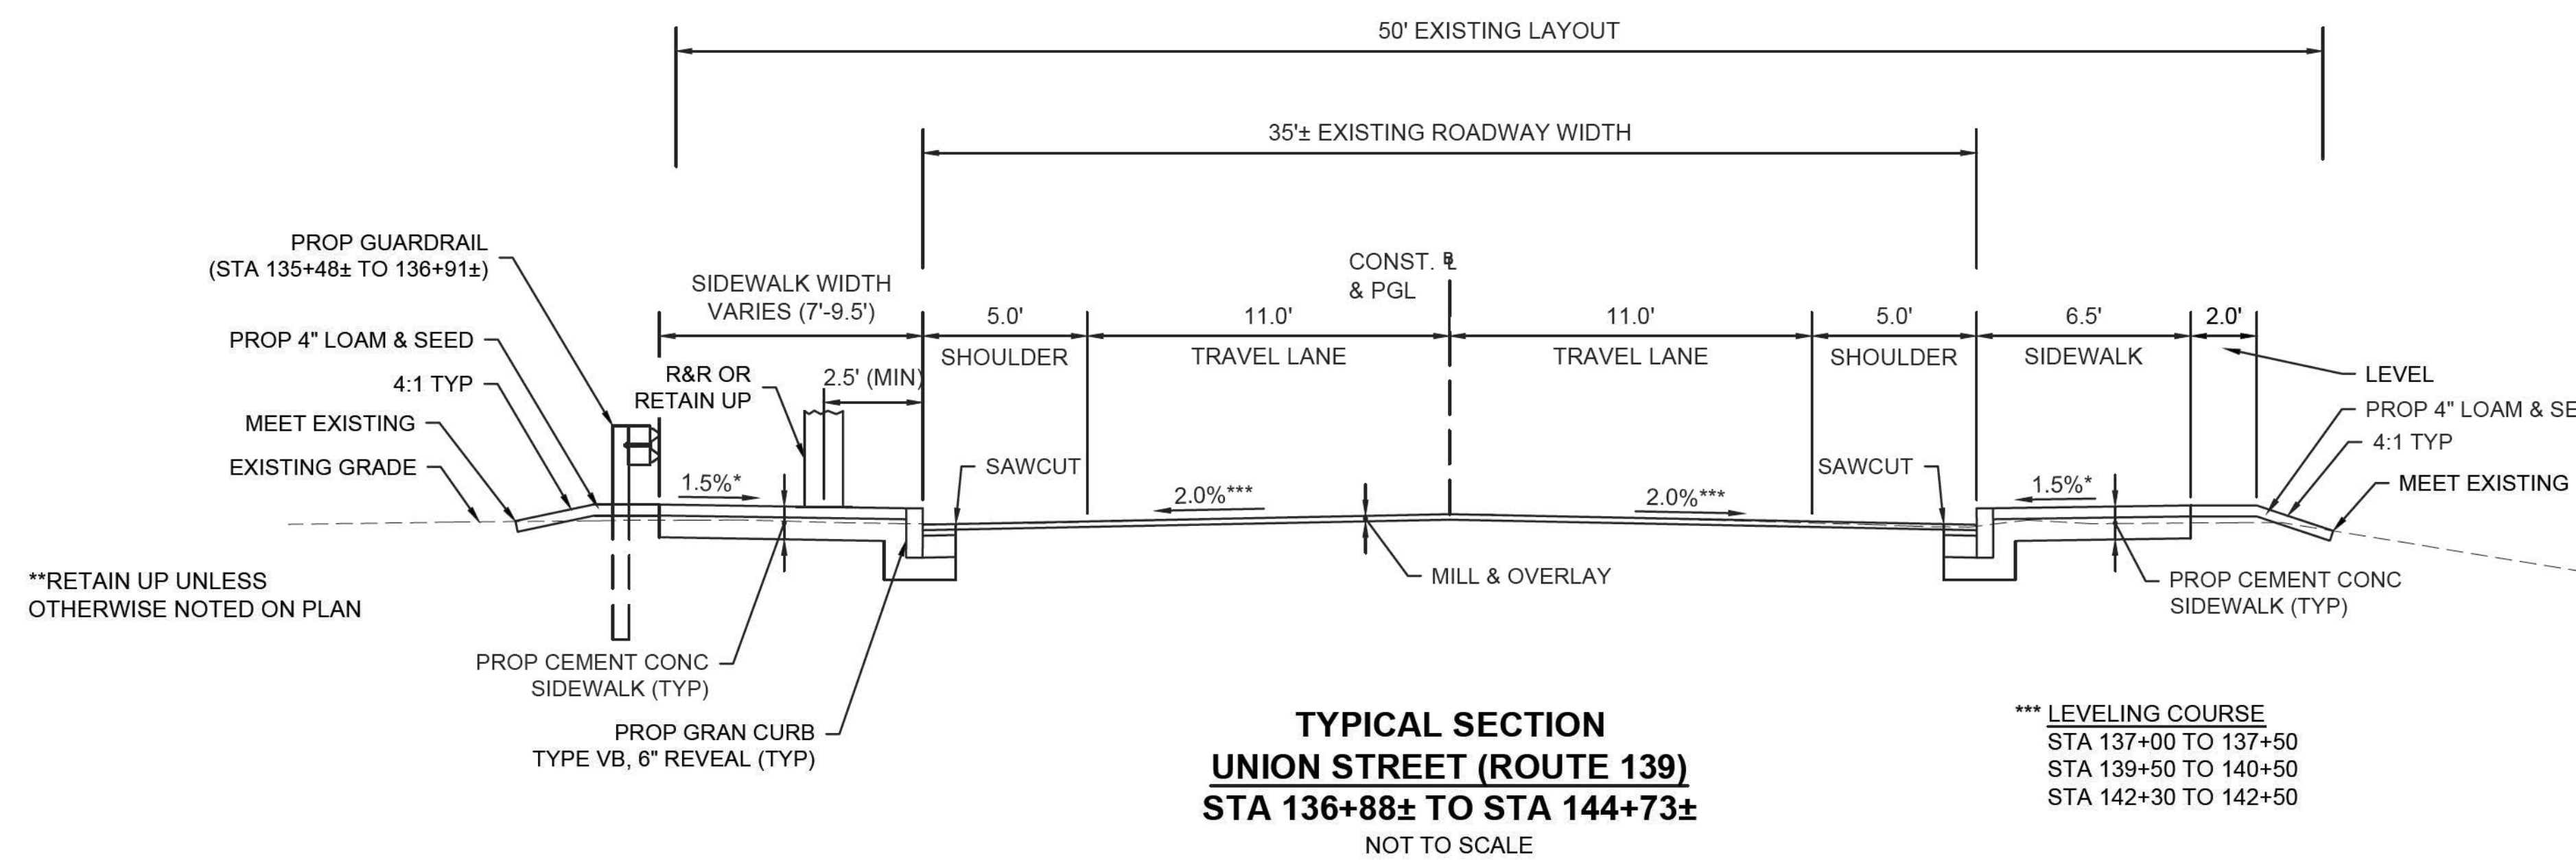 50' EXISTING LAYOUT
35'± EXISTING ROADWAY WIDTH
PROP GUARDRAIL
(STA 135+48± TO 136+91±)
SIDEWALK WIDTH
VARIES (7'-9.5')
CONST. BL
& PGL
5.0'
11.0'
11.0'
5.0'
6.5'
2.0'
SHOULDER
TRAVEL LANE
TRAVEL LANE
SHOULDER
SIDEWALK
PROP 4" LOAM & SEED
4:1 TYP
MEET EXISTING
EXISTING GRADE
R&R OR
RETAIN UP
2.5' (MIN)
LEVEL
PROP 4" LOAM & SE
4:1 TYP
MEET EXISTING
SAWCUT
SAWCUT
1.5%*
2.0%***
2.0%***
1.5%*
MILL & OVERLAY
**RETAIN UP UNLESS
OTHERWISE NOTED ON PLAN
PROP CEMENT CONC
SIDEWALK (TYP)
PROP CEMENT CONC
SIDEWALK (TYP)
PROP GRAN CURB
TYPE VB, 6" REVEAL (TYP)
TYPICAL SECTION
UNION STREET (ROUTE 139)
STA 136+88± TO STA 144+73±
NOT TO SCALE
*** LEVELING COURSE
STA 137+00 TO 137+50
STA 139+50 TO 140+50
STA 142+30 TO 142+50